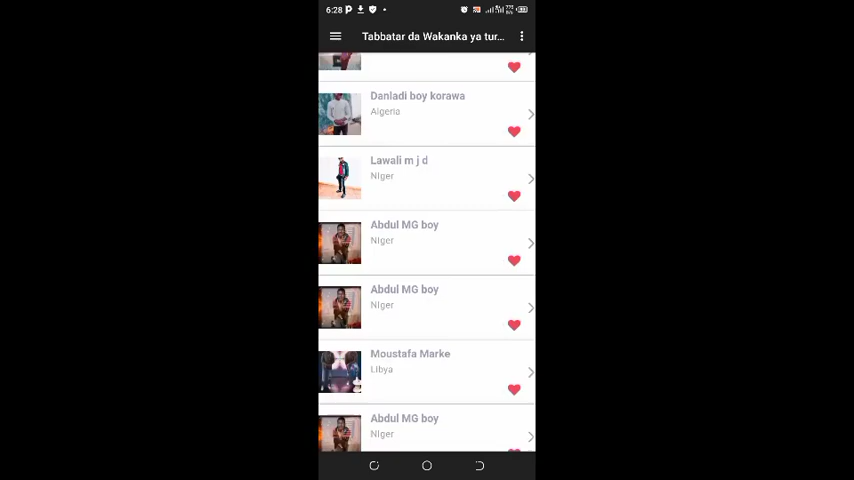 6:28
Tabbatar da Wakanka ya tur...
Danladi boy korawa
Algeria
Lawali m j d
Niger
Abdul MG boy
Niger
Abdul MG boy
Niger
Moustafa Marke
Libya
Abdul MG boy
Niger